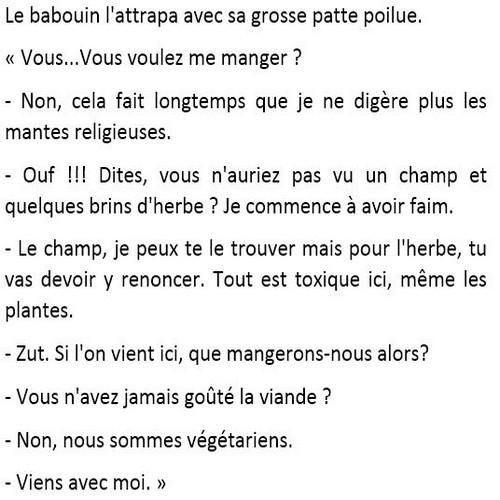 Le babouin l'attrapa avec sa grosse patte poilue.
« Vous...Vous voulez me manger ?
- Non, cela fait longtemps que je ne digère plus les
mantes religieuses.
- Ouf !!! Dites, vous n'auriez pas vu un champ et
quelques brins d'herbe ? Je commence à avoir faim.
- Le champ, je peux te le trouver mais pour l'herbe, tu
vas devoir y renoncer. Tout est toxique ici, même les
plantes.
- Zut. Si l'on vient ici, que mangerons-nous alors?
- Vous n'avez jamais goûté la viande ?
- Non, nous sommes végétariens.
- Viens avec moi. »